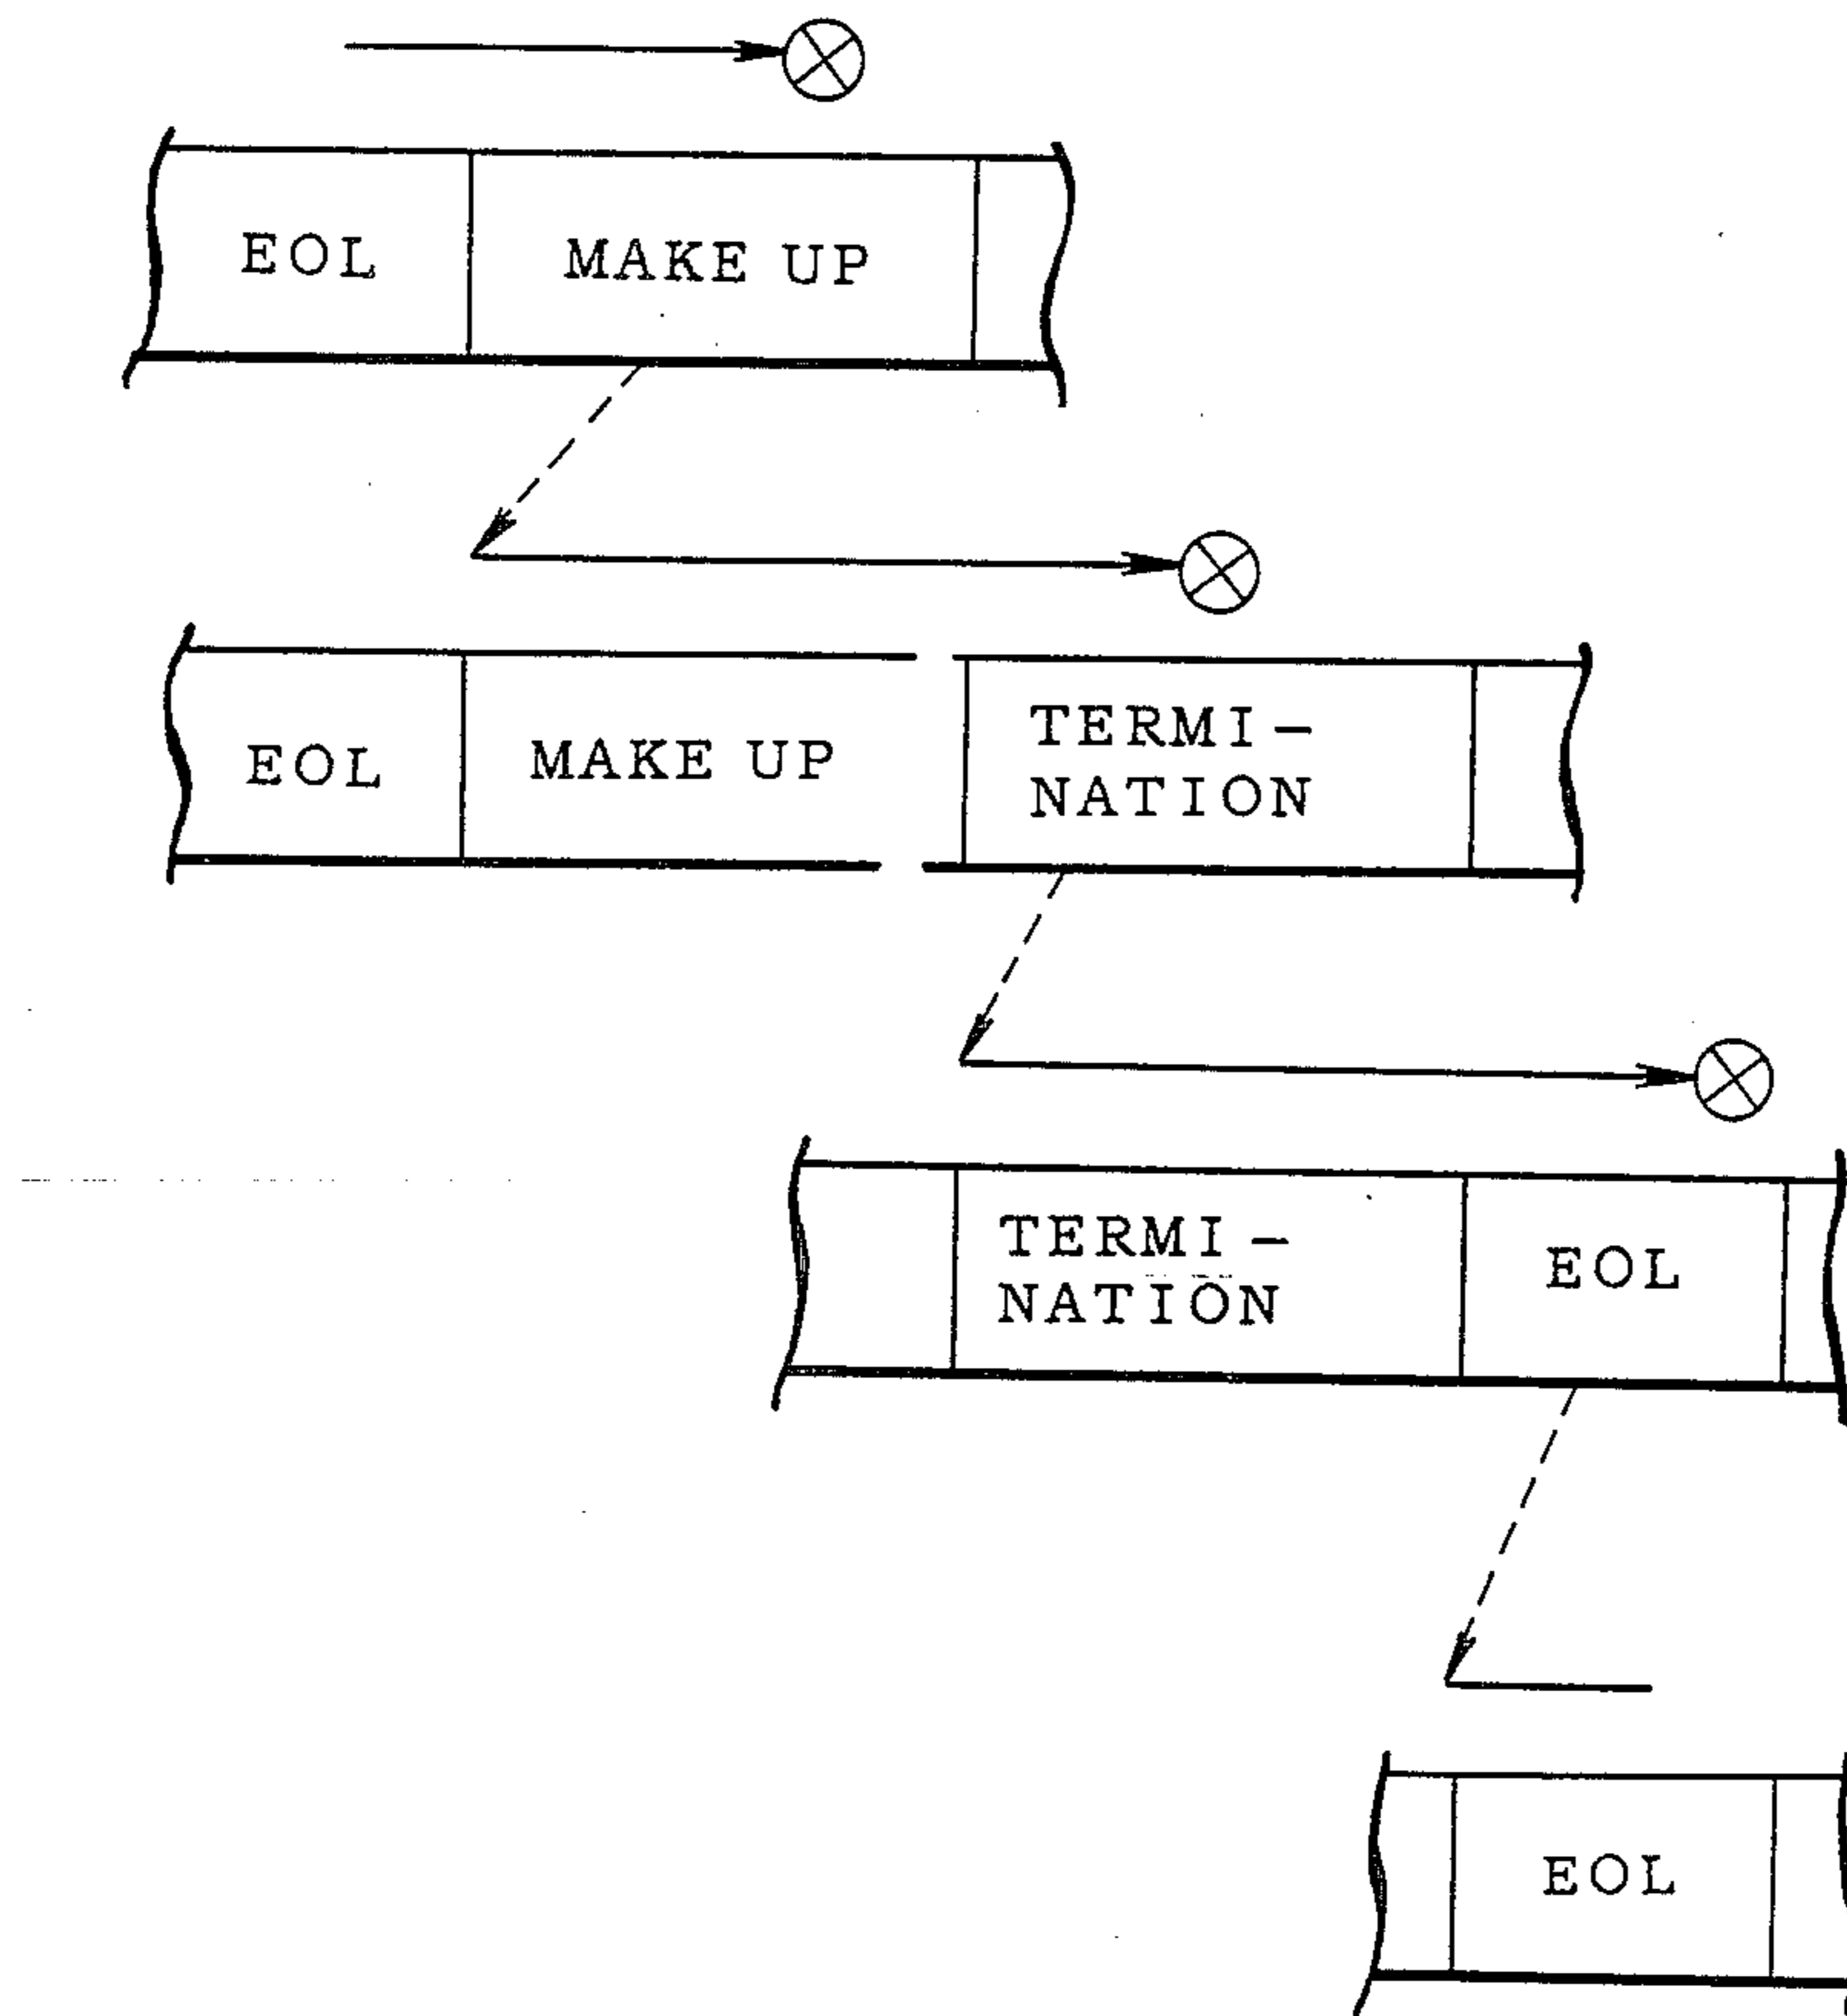 EOL MAKE UP
EOL MAKE UP TERMI-
NATION
TERMI- EOL
NATION
EOL